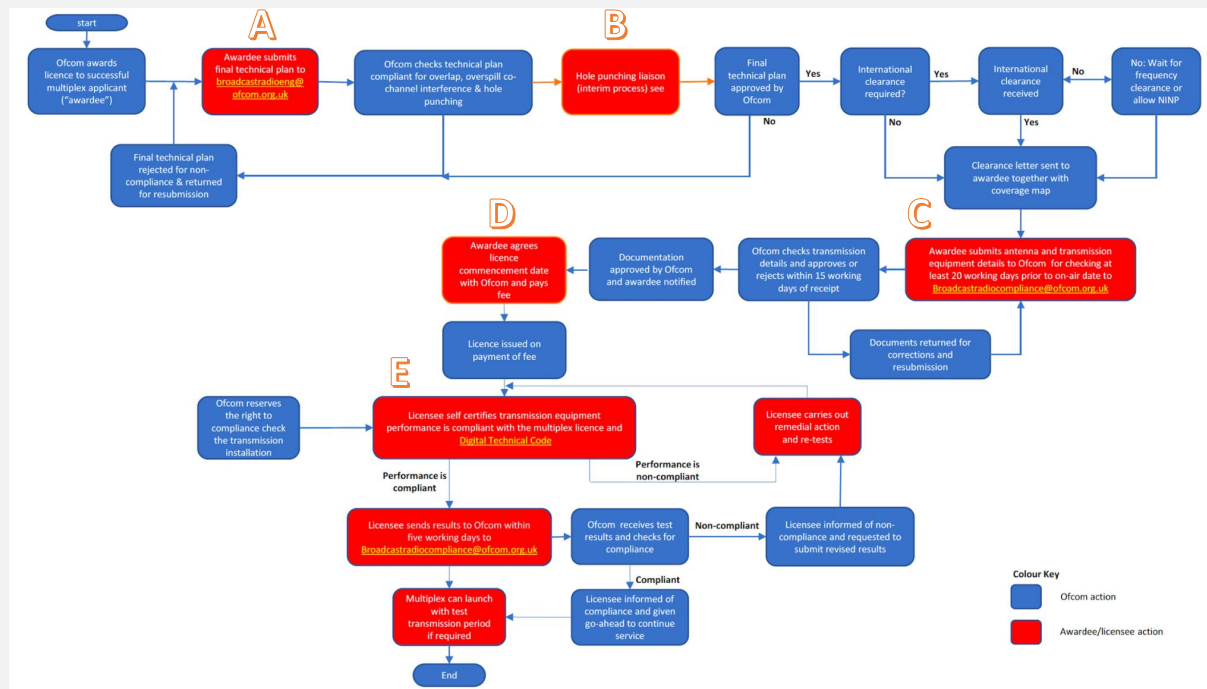 A
B
start
Ofcom awards
licence to successful
multiplex applicant
("awardee")
Awardee submits
final technical plan to
broadcastradioeng@
ofcom.org.uk
Ofcom checks technical plan
compliant for overlap, overspill co-
channel interference & hole
punching
Hole punching liaison
(interim process) see
Final
technical plan
approved by
Ofcom
Yes
No
International
clearance
required?
Yes
No
International
clearance
received
No
Yes
No: Wait for
frequency
clearance or
allow NINP
Final technical plan
rejected for non-
compliance & returned
for resubmission
Clearance letter sent to
awardee together with
coverage map
D
C
Awardee agrees
licence
commencement date
with Ofcom and pays
fee
Documentation
approved by Ofcom
and awardee notified
Ofcom checks transmission
details and approves or
rejects within 15 working
days of receipt
Awardee submits antenna and transmission
equipment details to Ofcom for checking at
least 20 working days prior to on-air date to
Broadcastradiocompliance@ofcom.org.uk
Licence issued on
payment of fee
Documents returned for
corrections and
resubmission
E
Ofcom reserves
the right to
compliance check
the transmission
installation
Licensee self certifies transmission equipment
performance is compliant with the multiplex licence and
Digital Technical Code
Licensee carries out
remedial action
and re-tests
Performance is
compliant
Performance is
non-compliant
Licensee sends results to Ofcom within
five working days to
Broadcastradiocompliance@ofcom.org.uk
Ofcom receives test
results and checks for
compliance
Non-compliant
Licensee informed of non-
compliance and requested to
submit revised results
Compliant
Multiplex can launch
with test
transmission period
if required
Licensee informed of
compliance and given
go-ahead to continue
service
End
Colour Key
Ofcom action
Awardee/licensee action